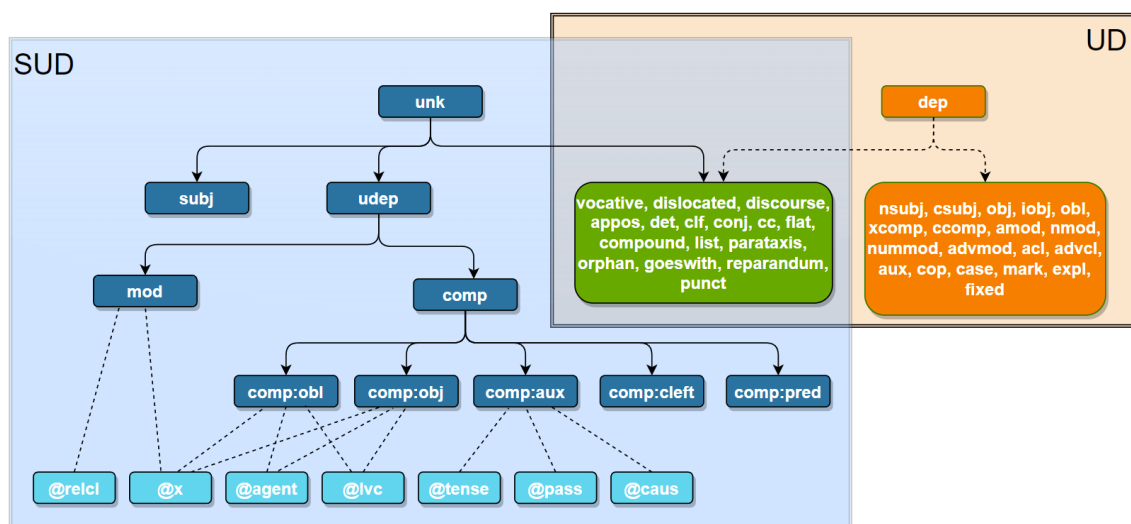 SUD
UD
unk
dep
subj
udep
vocative, dislocated, discourse,
appos, det, clf, conj, cc, flat,
compound, list, parataxis,
orphan, goeswith, reparandum,
punct
nsubj, csubj, obj, iobj, obl,
xcomp, ccomp, amod, nmod,
nummod, advmod, acl, advcl,
aux, cop, case, mark, expl,
fixed
mod
comp
comp:obl
comp:obj
comp:aux
comp:cleft
comp:pred
@relcl
@x
@agent
@lvc
@tense
@pass
@caus